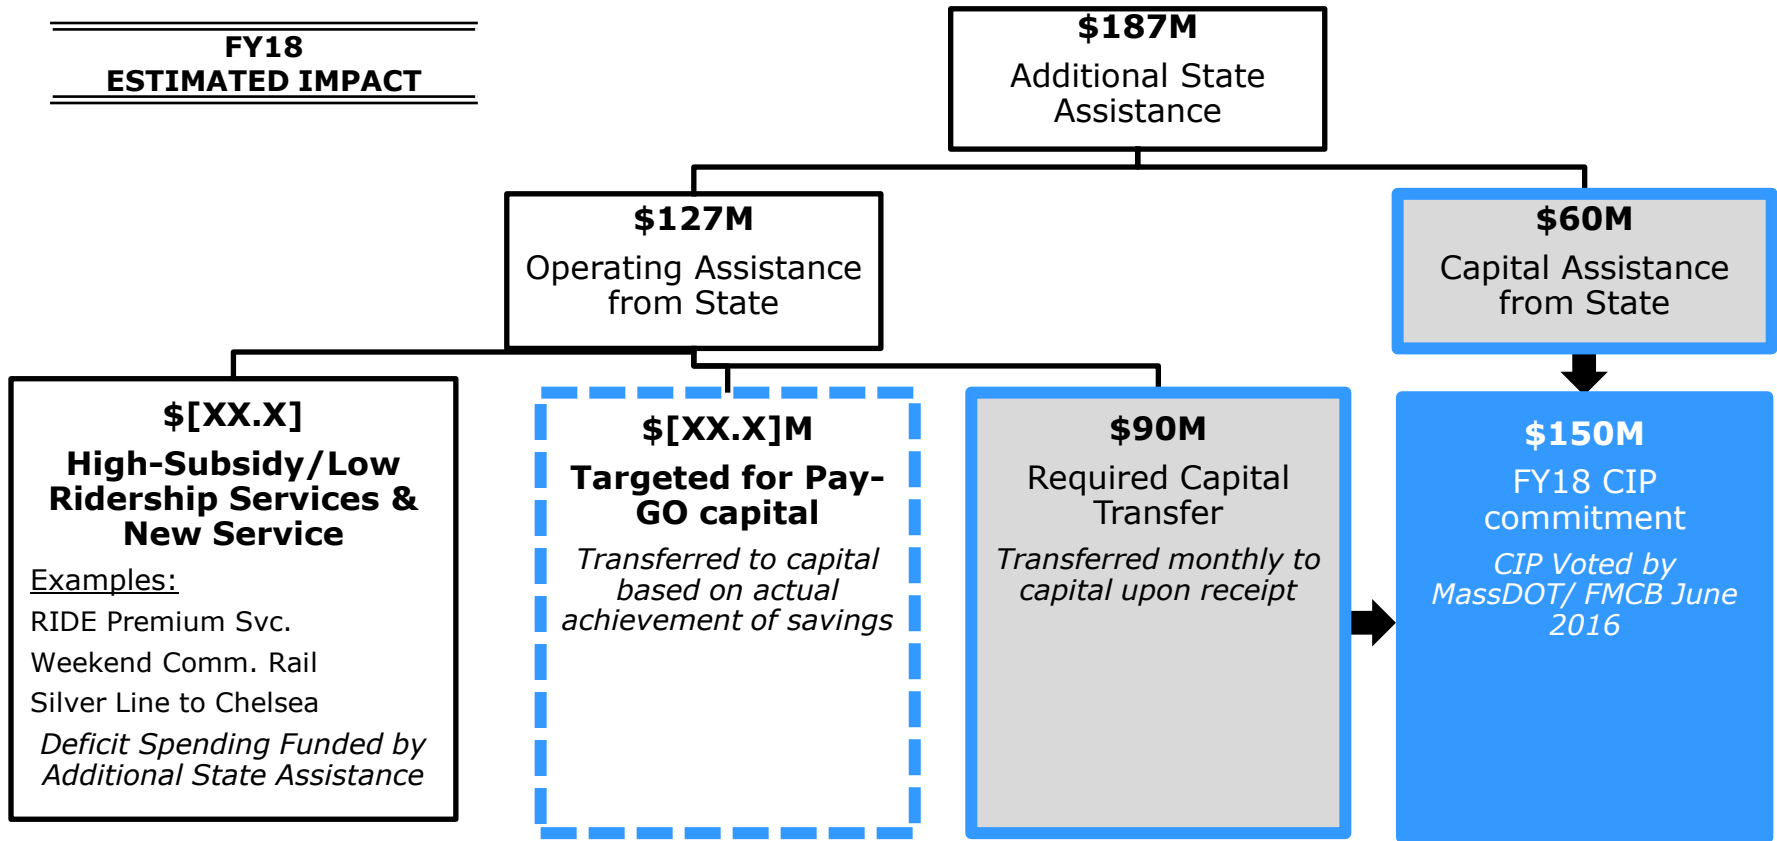 FY18
ESTIMATED IMPACT
$187M
Additional State
Assistance
$127M
Operating Assistance
from State
$60M
Capital Assistance
from State
$[XX.X]
High-Subsidy/Low
Ridership Services &
New Service
Examples:
RIDE Premium Svc.
Weekend Comm. Rail
Silver Line to Chelsea
Deficit Spending Funded by
Additional State Assistance
$[XX.X]M
Targeted for Pay-
GO capital
Transferred to capital
based on actual
achievement of savings
$90M
Required Capital
Transfer
Transferred monthly to
capital upon receipt
$150M
FY18 CIP
commitment
CIP Voted by
MassDOT/ FMCB June
2016